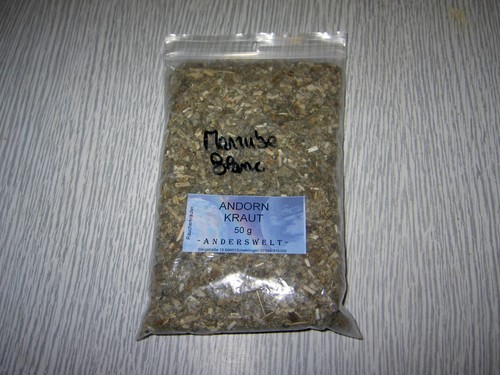 Marrube
Blanc
ANDORN
KRAUT
50 g
-ANDERSWELT-